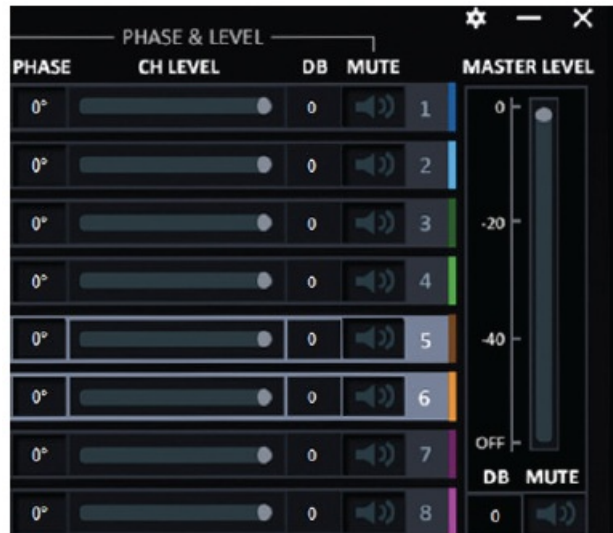 PHASE & LEVEL
PHASE CH LEVEL DB MUTE MASTER LEVEL
0° 0 1
0° 0 2
0° 0 3
0° 0 4
0° 0 5
0° 0 6
0° 0 7
0° 0 8
0
-20
-40
OFF
DB MUTE
0